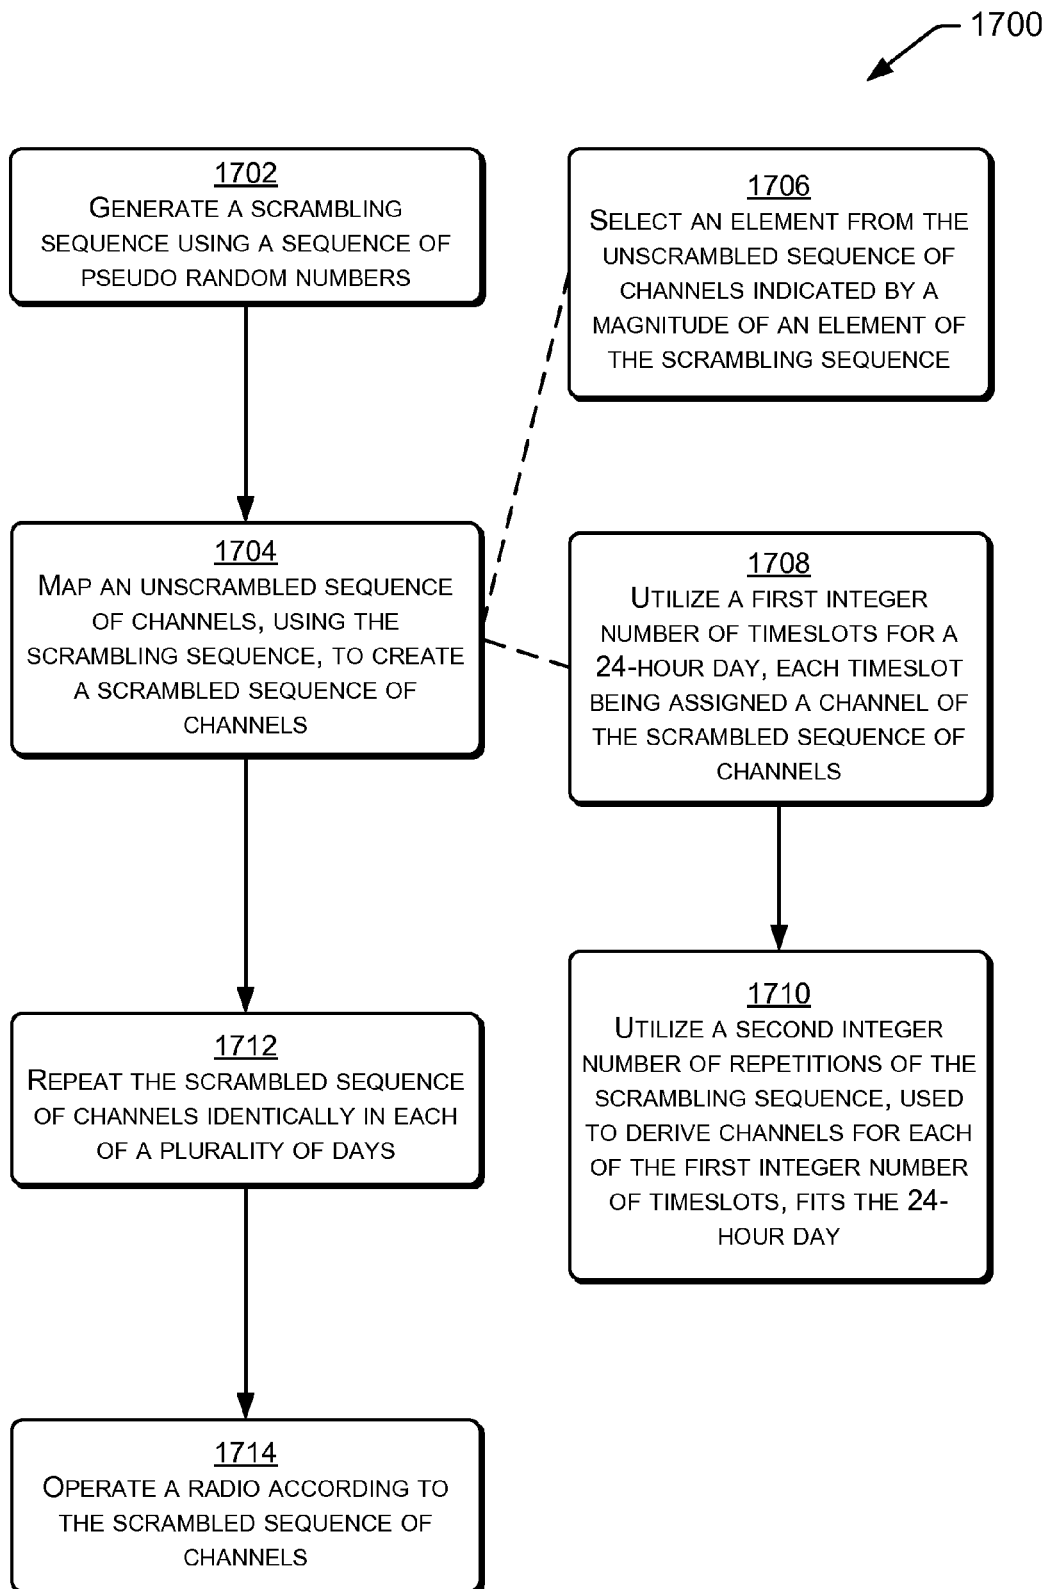 1700
1702
GENERATE A SCRAMBLING
SEQUENCE USING A SEQUENCE OF
PSEUDO RANDOM NUMBERS
1704
MAP AN UNSCRAMBLED SEQUENCE
OF CHANNELS, USING THE
SCRAMBLING SEQUENCE, TO CREATE
A SCRAMBLED SEQUENCE OF
CHANNELS
1706
SELECT AN ELEMENT FROM THE
UNSCRAMBLED SEQUENCE OF
CHANNELS INDICATED BY A
MAGNITUDE OF AN ELEMENT OF
THE SCRAMBLING SEQUENCE
1708
UTILIZE A FIRST INTEGER
NUMBER OF TIMESLOTS FOR A
24-HOUR DAY, EACH TIMESLOT
BEING ASSIGNED A CHANNEL OF
THE SCRAMBLED SEQUENCE OF
CHANNELS
1710
UTILIZE A SECOND INTEGER
NUMBER OF REPETITIONS OF THE
SCRAMBLING SEQUENCE, USED
TO DERIVE CHANNELS FOR EACH
OF THE FIRST INTEGER NUMBER
OF TIMESLOTS, FITS THE 24-
HOUR DAY
1712
REPEAT THE SCRAMBLED SEQUENCE
OF CHANNELS IDENTICALLY IN EACH
OF A PLURALITY OF DAYS
1714
OPERATE A RADIO ACCORDING TO
THE SCRAMBLED SEQUENCE OF
CHANNELS